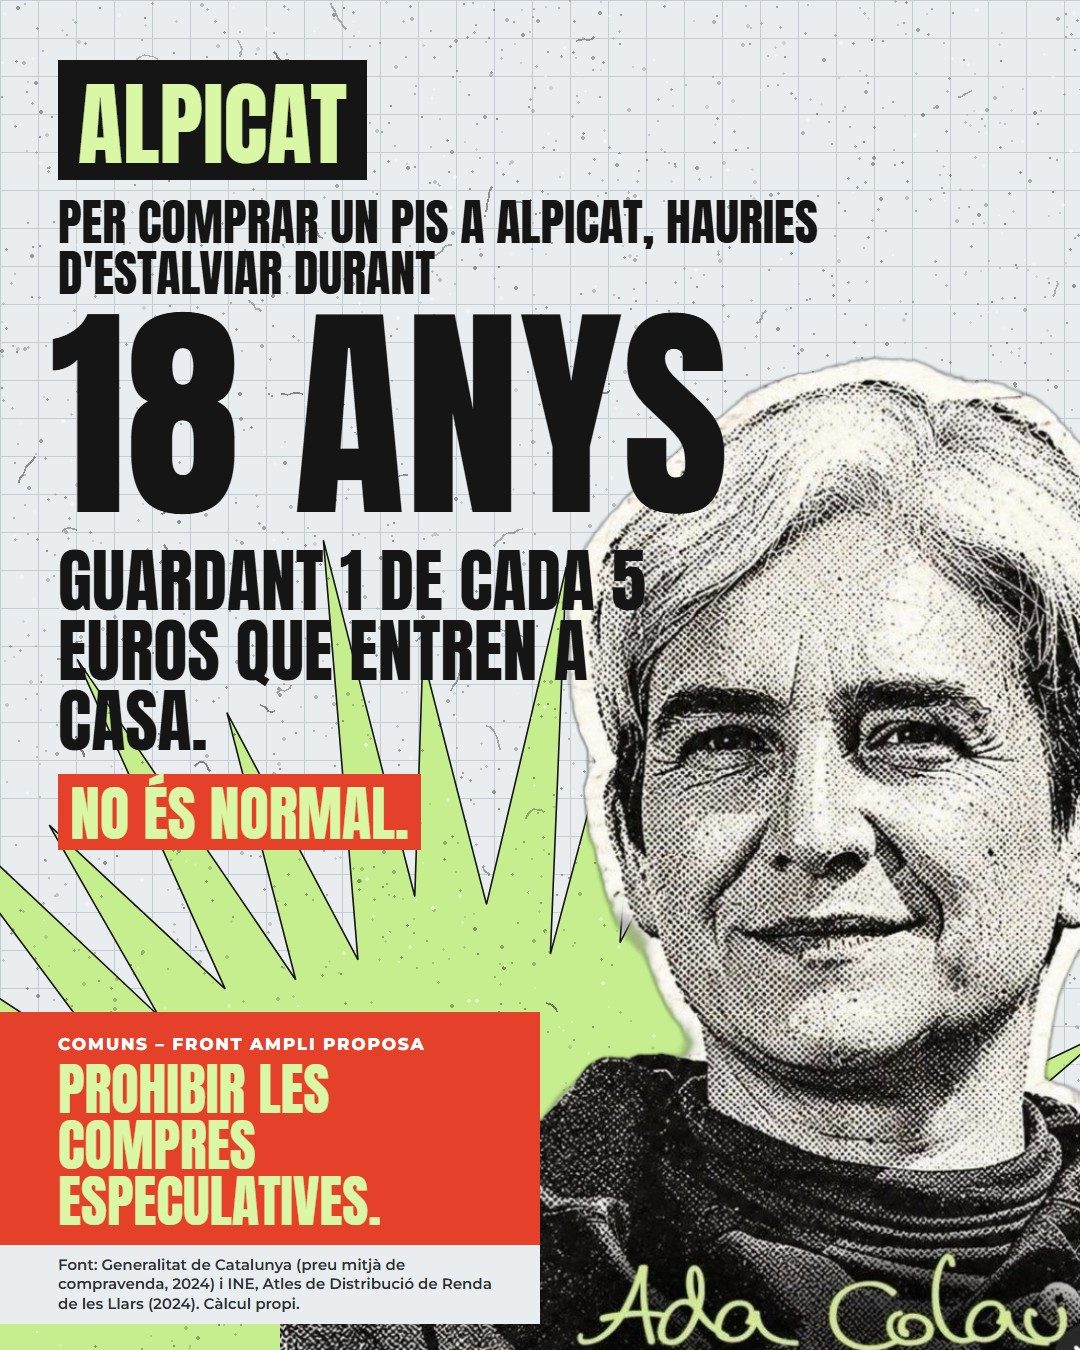 ALPICAT
PER COMPRAR UN PIS A ALPICAT, HAURIES
D'ESTALVIAR DURANT
18 ANYS
GUARDANT 1 DE CADA 5
EUROS QUE ENTREN A
CASA.
NO ÉS NORMAL.
COMUNS – FRONT AMPLI PROPOSA
PROHIBIR LES
COMPRES
ESPECULATIVES.
Font: Generalitat de Catalunya (preu mitjà de
compravenda, 2024) i INE, Atles de Distribució de Renda
de les Llars (2024). Càlcul propi.
Ada Colau